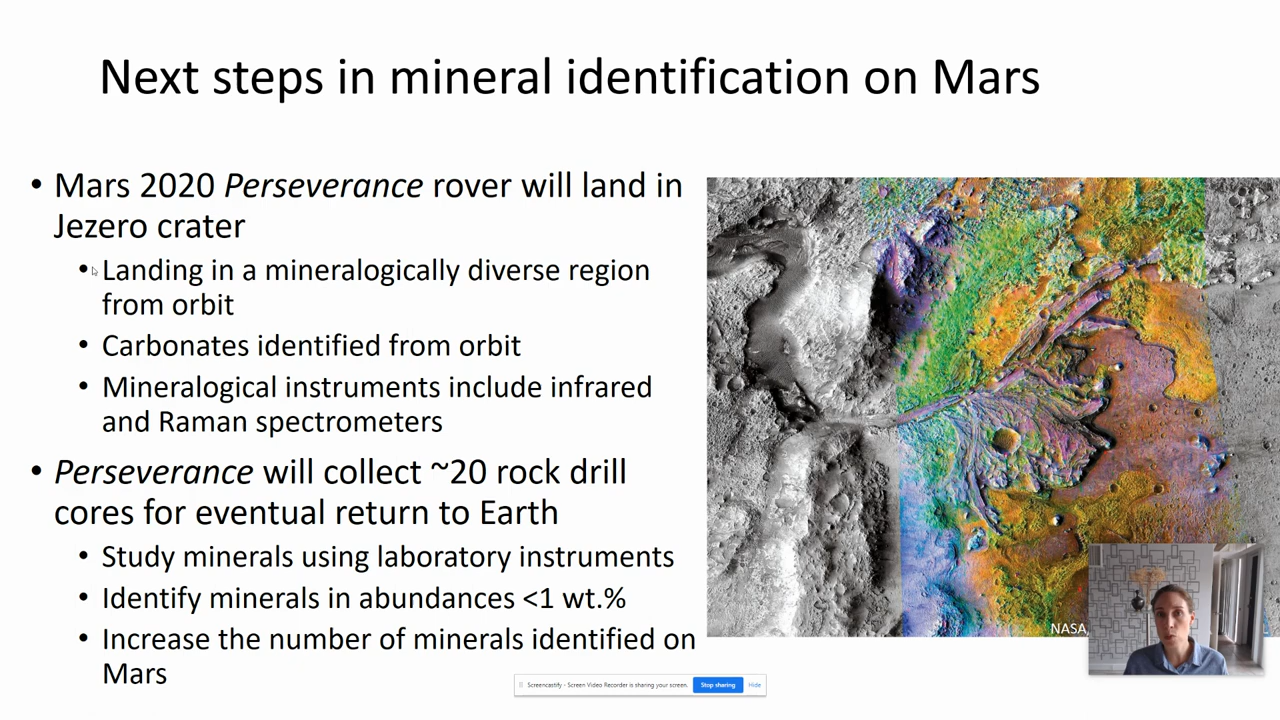 Next steps in mineral identification on Mars
• Mars 2020 Perseverance rover will land in
Jezero crater
• Landing in a mineralogically diverse region
from orbit
• Carbonates identified from orbit
• Mineralogical instruments include infrared
and Raman spectrometers
• Perseverance will collect ~20 rock drill
cores for eventual return to Earth
• Study minerals using laboratory instruments
• Identify minerals in abundances <1 wt.%
• Increase the number of minerals identified on
Mars
NASA,
Screencastify - Screen Video Recorder is sharing your screen.
Stop sharing
Hide